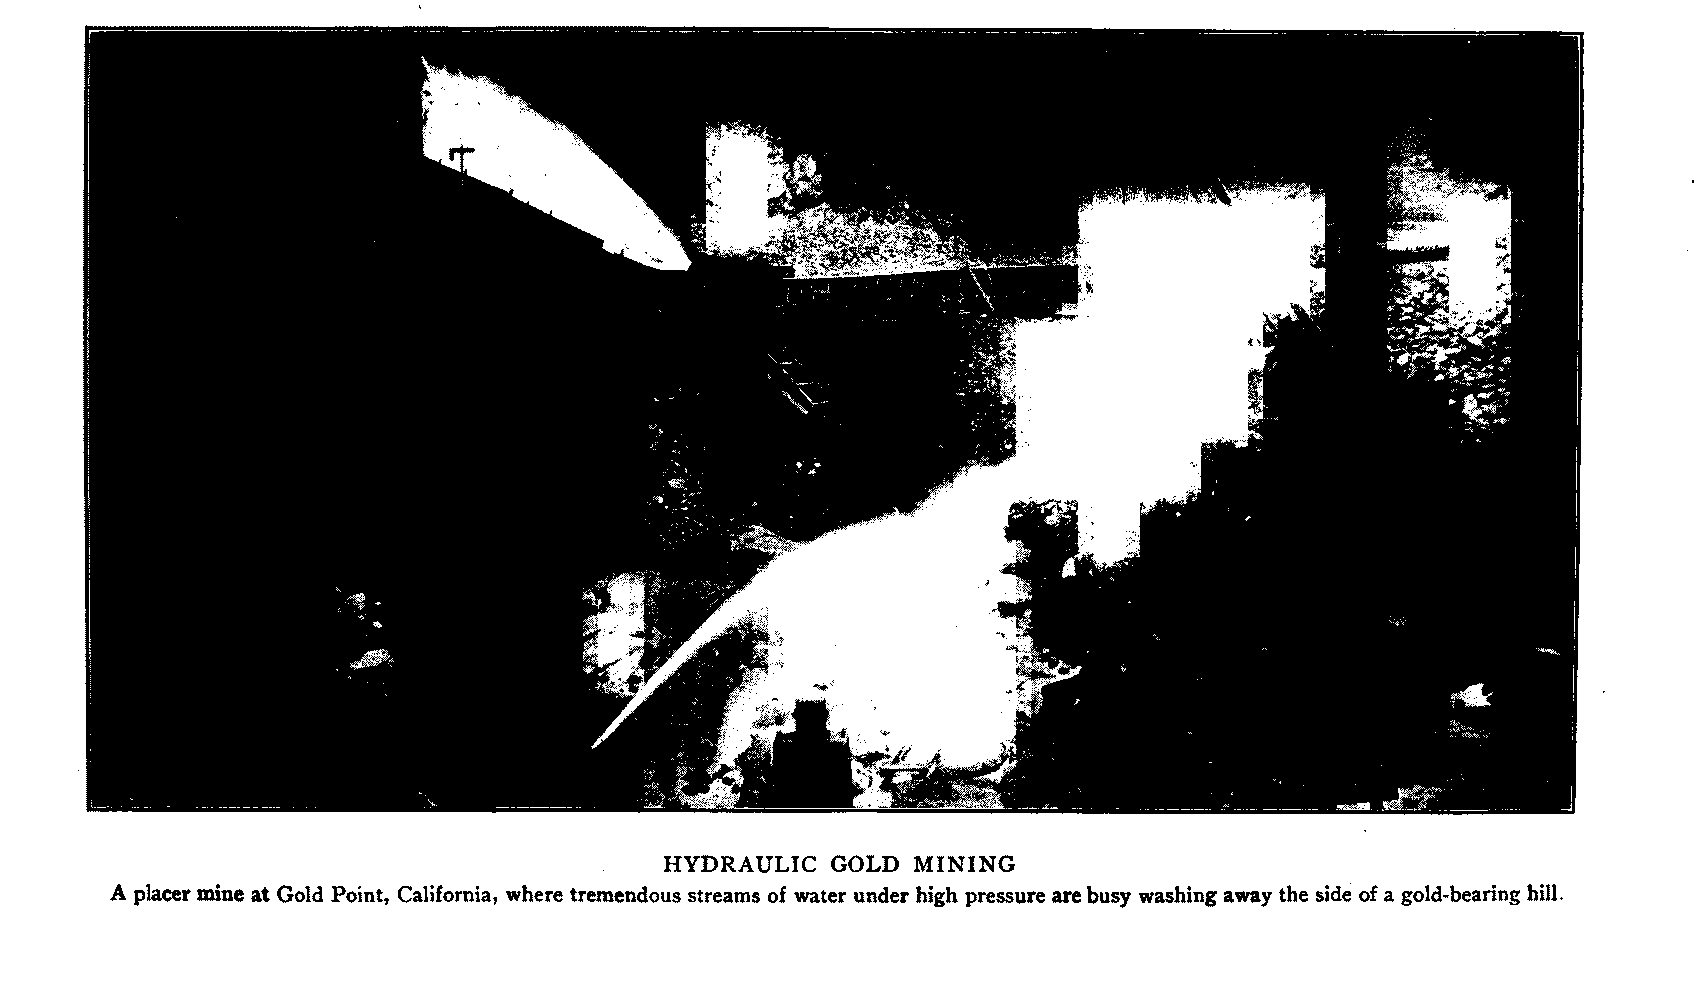 HYDRAULIC GOLD MINING
A placer mine at Gold Point, California, where tremendous streams of water under high pressure are busy washing away the side of a gold-bearing hill.